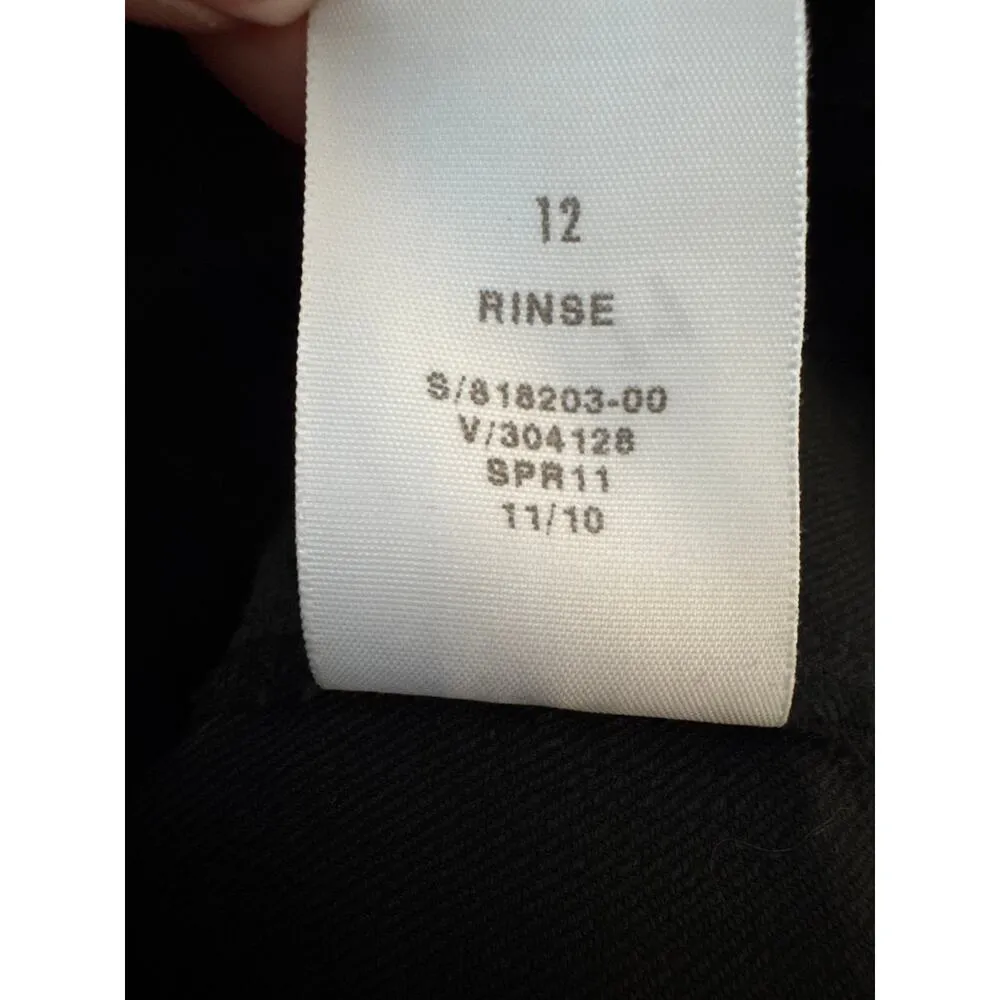 12
RINSE
S/818203-00
V/304128
SPR11
11/10